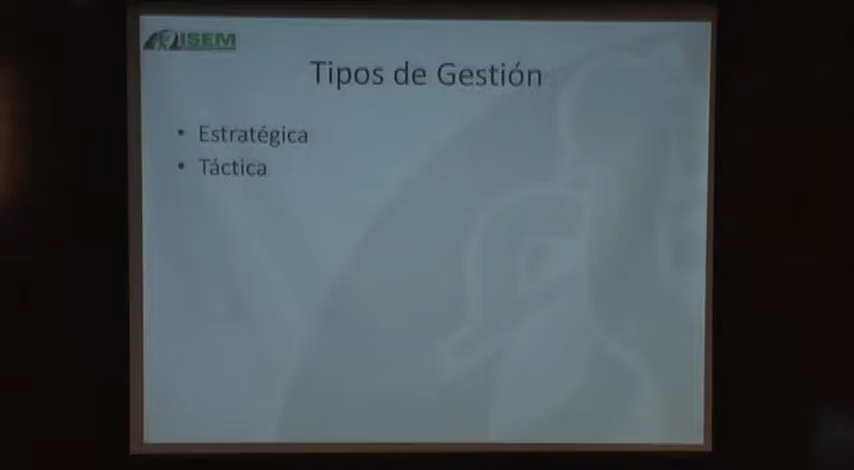 ISEM
Tipos de Gestión
• Estratégica
• Táctica